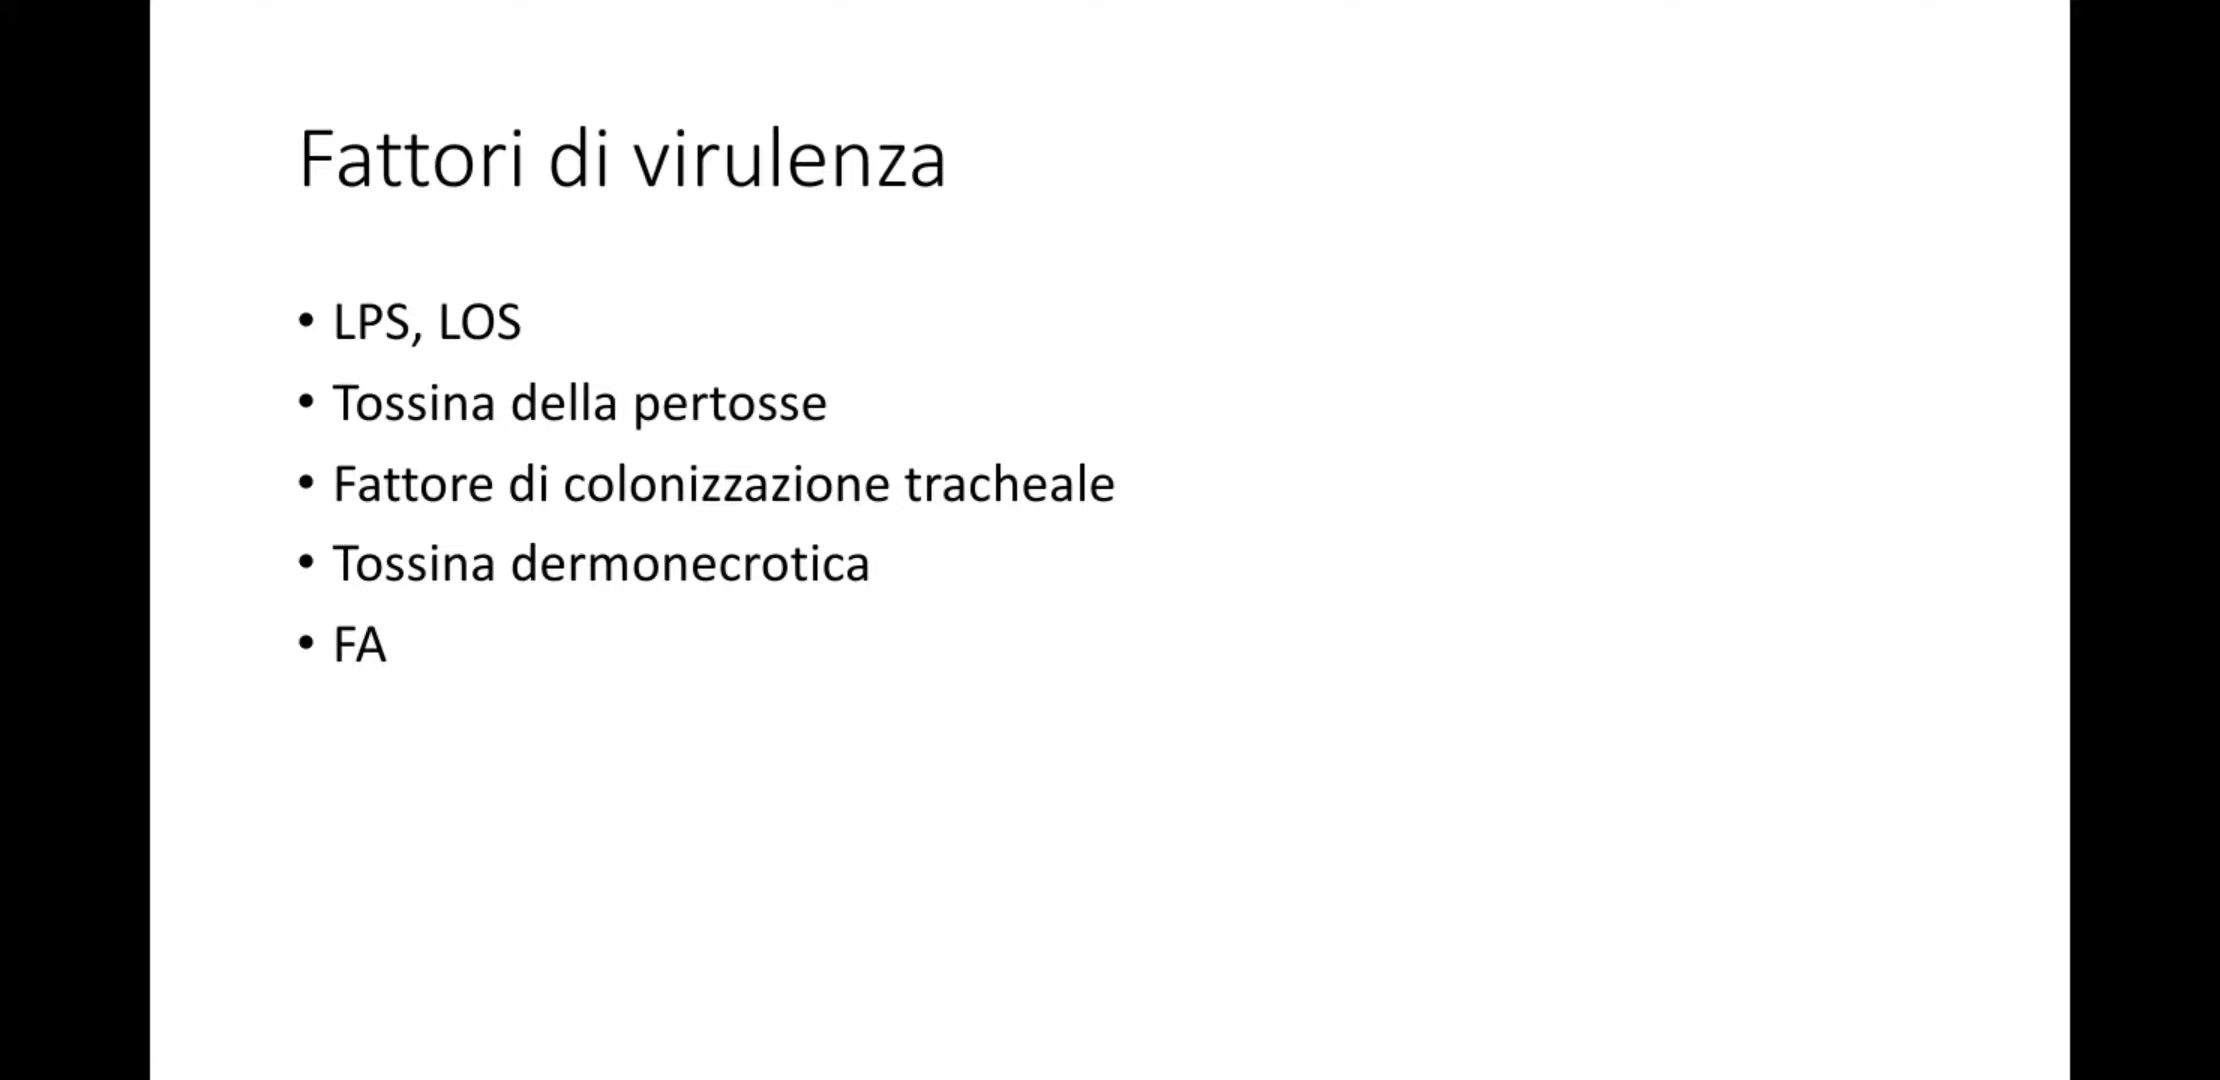 Fattori di virulenza
• LPS, LOS
• Tossina della pertosse
• Fattore di colonizzazione tracheale
• Tossina dermonecrotica
• FA